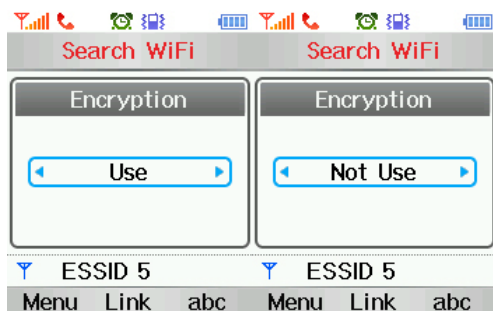 Search WiFi
Encryption
Use
ESSID 5
Menu Link abc
Search WiFi
Encryption
Not Use
ESSID 5
Menu Link abc